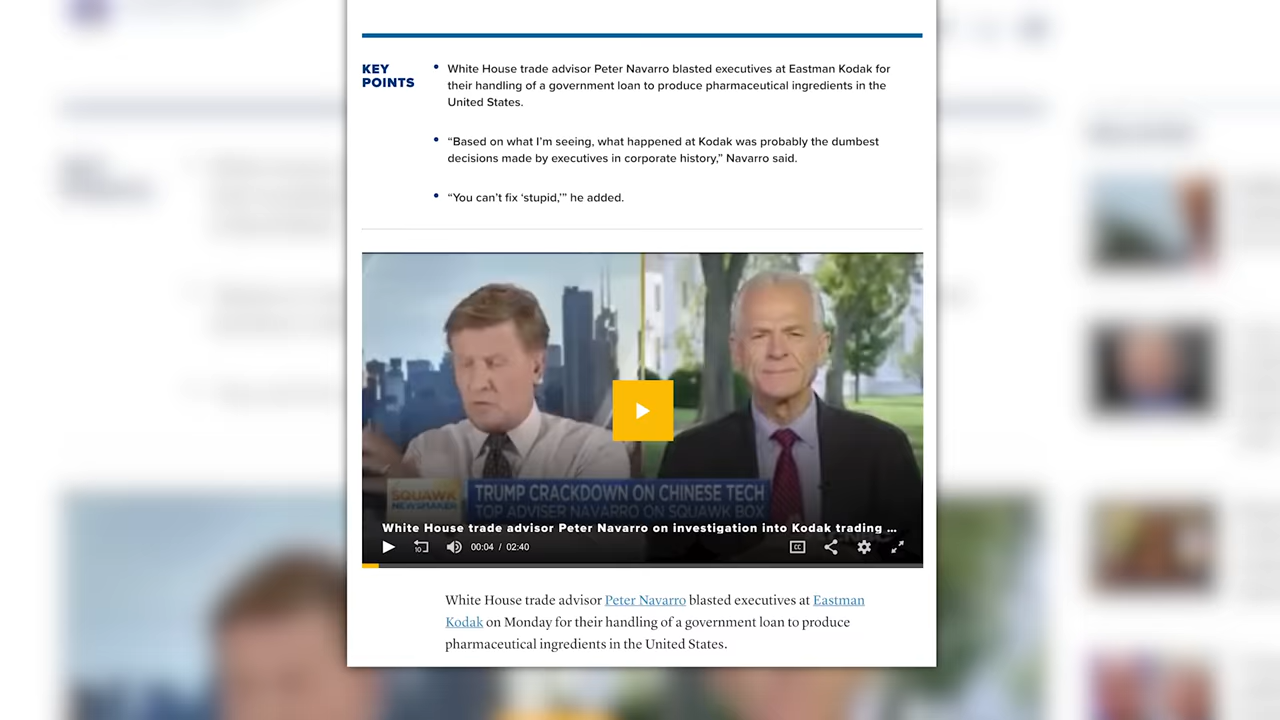 KEY
POINTS
• White House trade advisor Peter Navarro blasted executives at Eastman Kodak for
their handling of a government loan to produce pharmaceutical ingredients in the
United States.
• “Based on what I’m seeing, what happened at Kodak was probably the dumbest
decisions made by executives in corporate history,” Navarro said.
• “You can’t fix ‘stupid,’” he added.
SQUAWK
NEWSMAKER
TRUMP CRACKDOWN ON CHINESE TECH
TOP ADVISER NAVARRO ON SQUAWK BOX
White House trade advisor Peter Navarro on investigation into Kodak trading ...
10
00:04 / 02:40
CC
White House trade advisor Peter Navarro blasted executives at Eastman
Kodak on Monday for their handling of a government loan to produce
pharmaceutical ingredients in the United States.